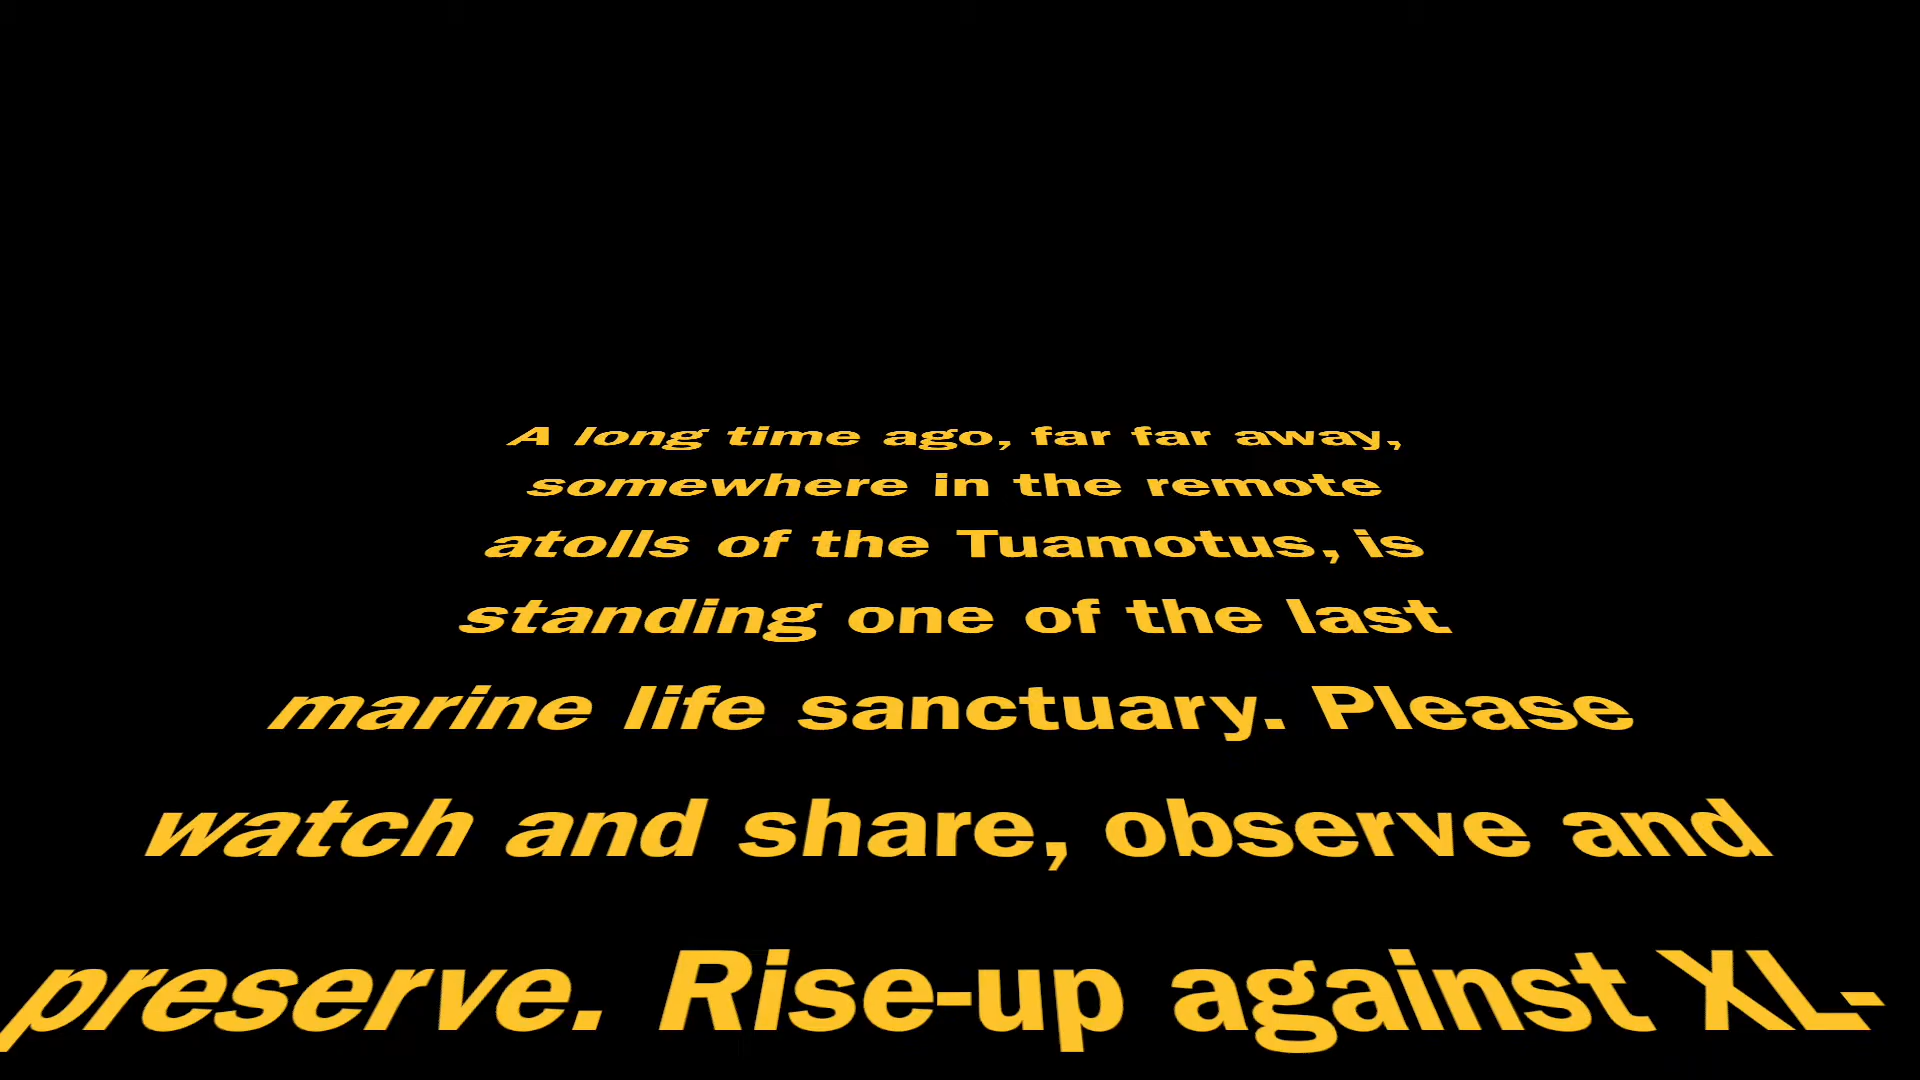 A long time ago, far far away,
somewhere in the remote
atolls of the Tuamotus, is
standing one of the last
marine life sanctuary. Please
watch and share, observe and
preserve. Rise-up against XL-